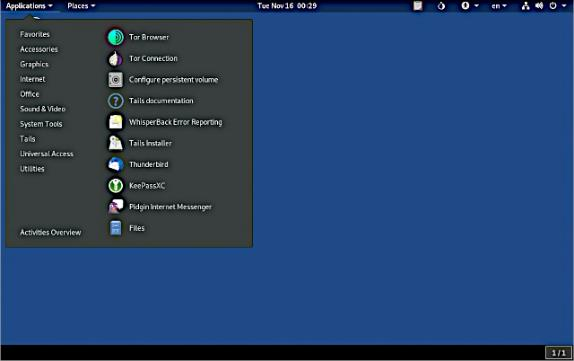 Applications Places Tue Nov 16 00:29 en
Favorites
Accessories
Graphics
Internet
Office
Sound & Video
System Tools
Tails
Universal Access
Utilities
Activities Overview
Tor Browser
Tor Connection
Configure persistent volume
Tails documentation
WhisperBack Error Reporting
Tails Installer
Thunderbird
KeePassXC
Pidgin Internet Messenger
Files
1/1